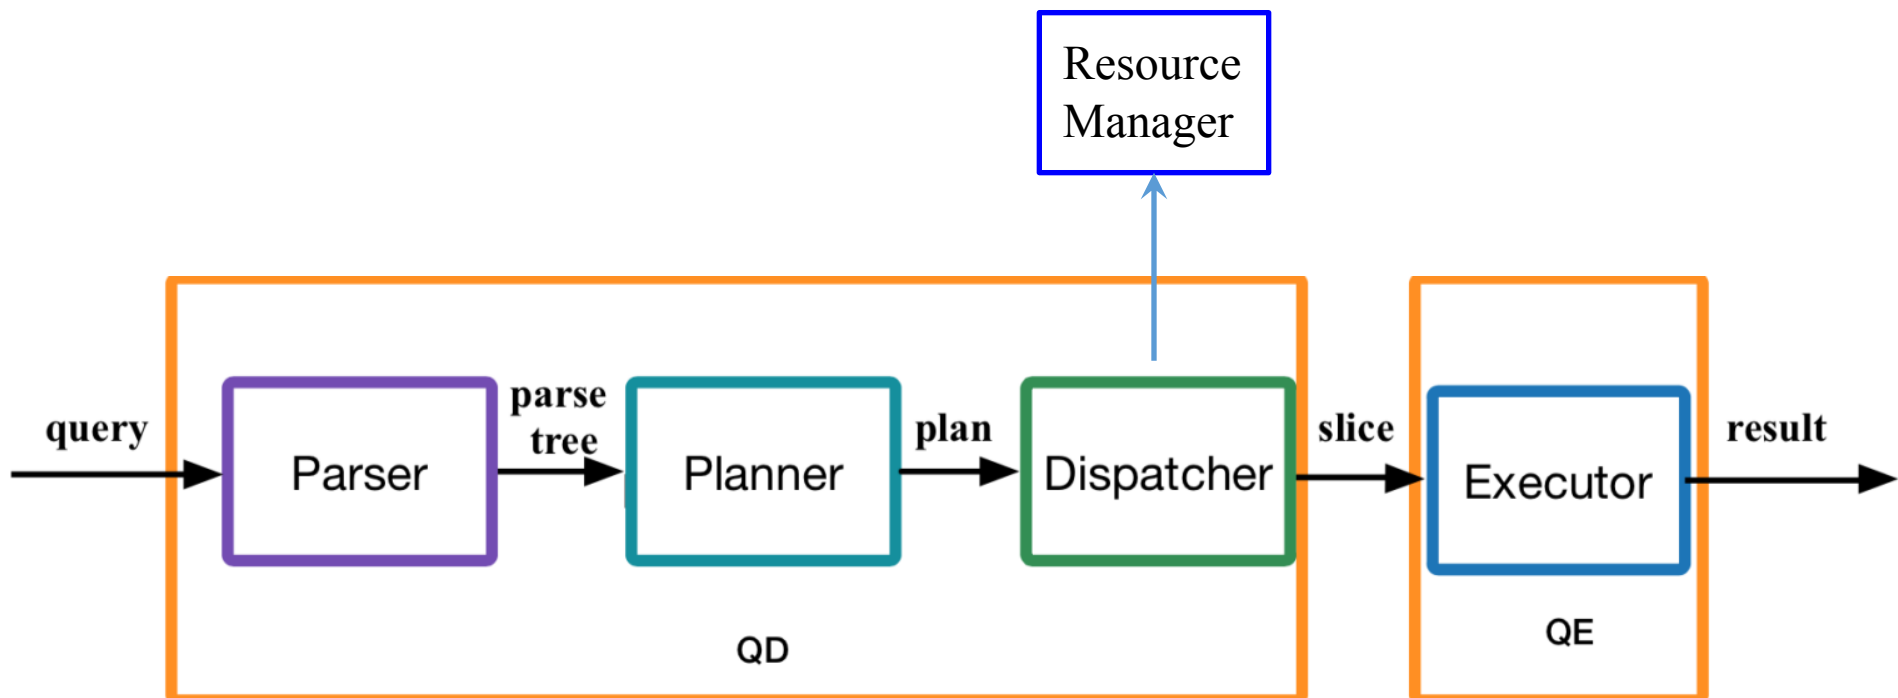 Resource
Manager
query
Parser
parse
tree
Planner
plan
Dispatcher
slice
Executor
result
QD
QE